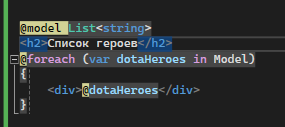 @model List<string>
<h2>Список героев</h2>
@foreach (var dotaHeroes in Model)
{
    <div>@dotaHeroes</div>
}